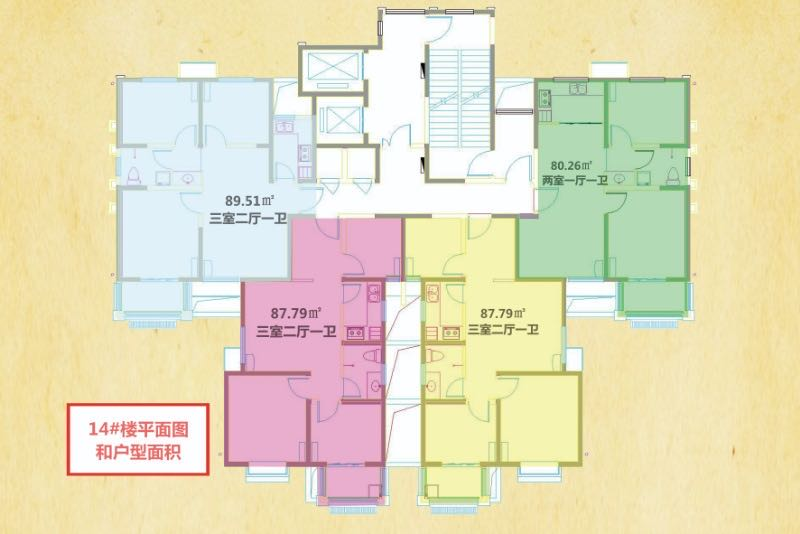 89.51㎡
三室二厅一卫
80.26㎡
两室一厅一卫
87.79㎡
三室二厅一卫
87.79㎡
三室二厅一卫
14#楼平面图
和户型面积